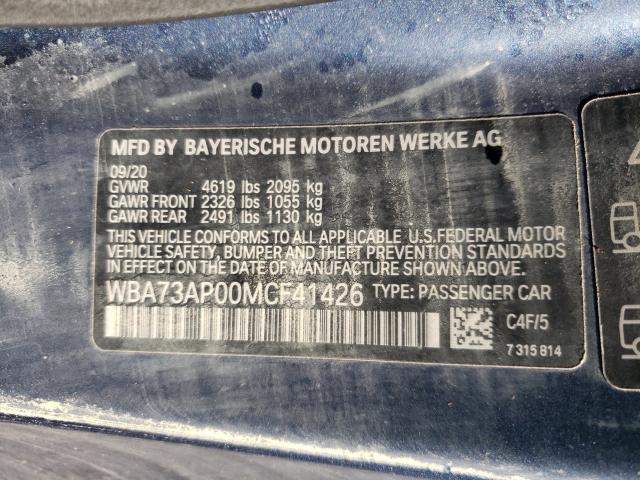 MFD BY BAYERISCHE MOTOREN WERKE AG
09/20
GVWR 4619 lbs 2095 kg
GAWR FRONT 2326 lbs 1055 kg
GAWR REAR 2491 lbs 1130 kg
THIS VEHICLE CONFORMS TO ALL APPLICABLE U.S.FEDERAL MOTOR
VEHICLE SAFETY, BUMPER AND THEFT PREVENTION STANDARDS
IN EFFECT ON THE DATE OF MANUFACTURE SHOWN ABOVE.
WBA73AP00MCF41426 TYPE: PASSENGER CAR
C4F/5
7 315 814